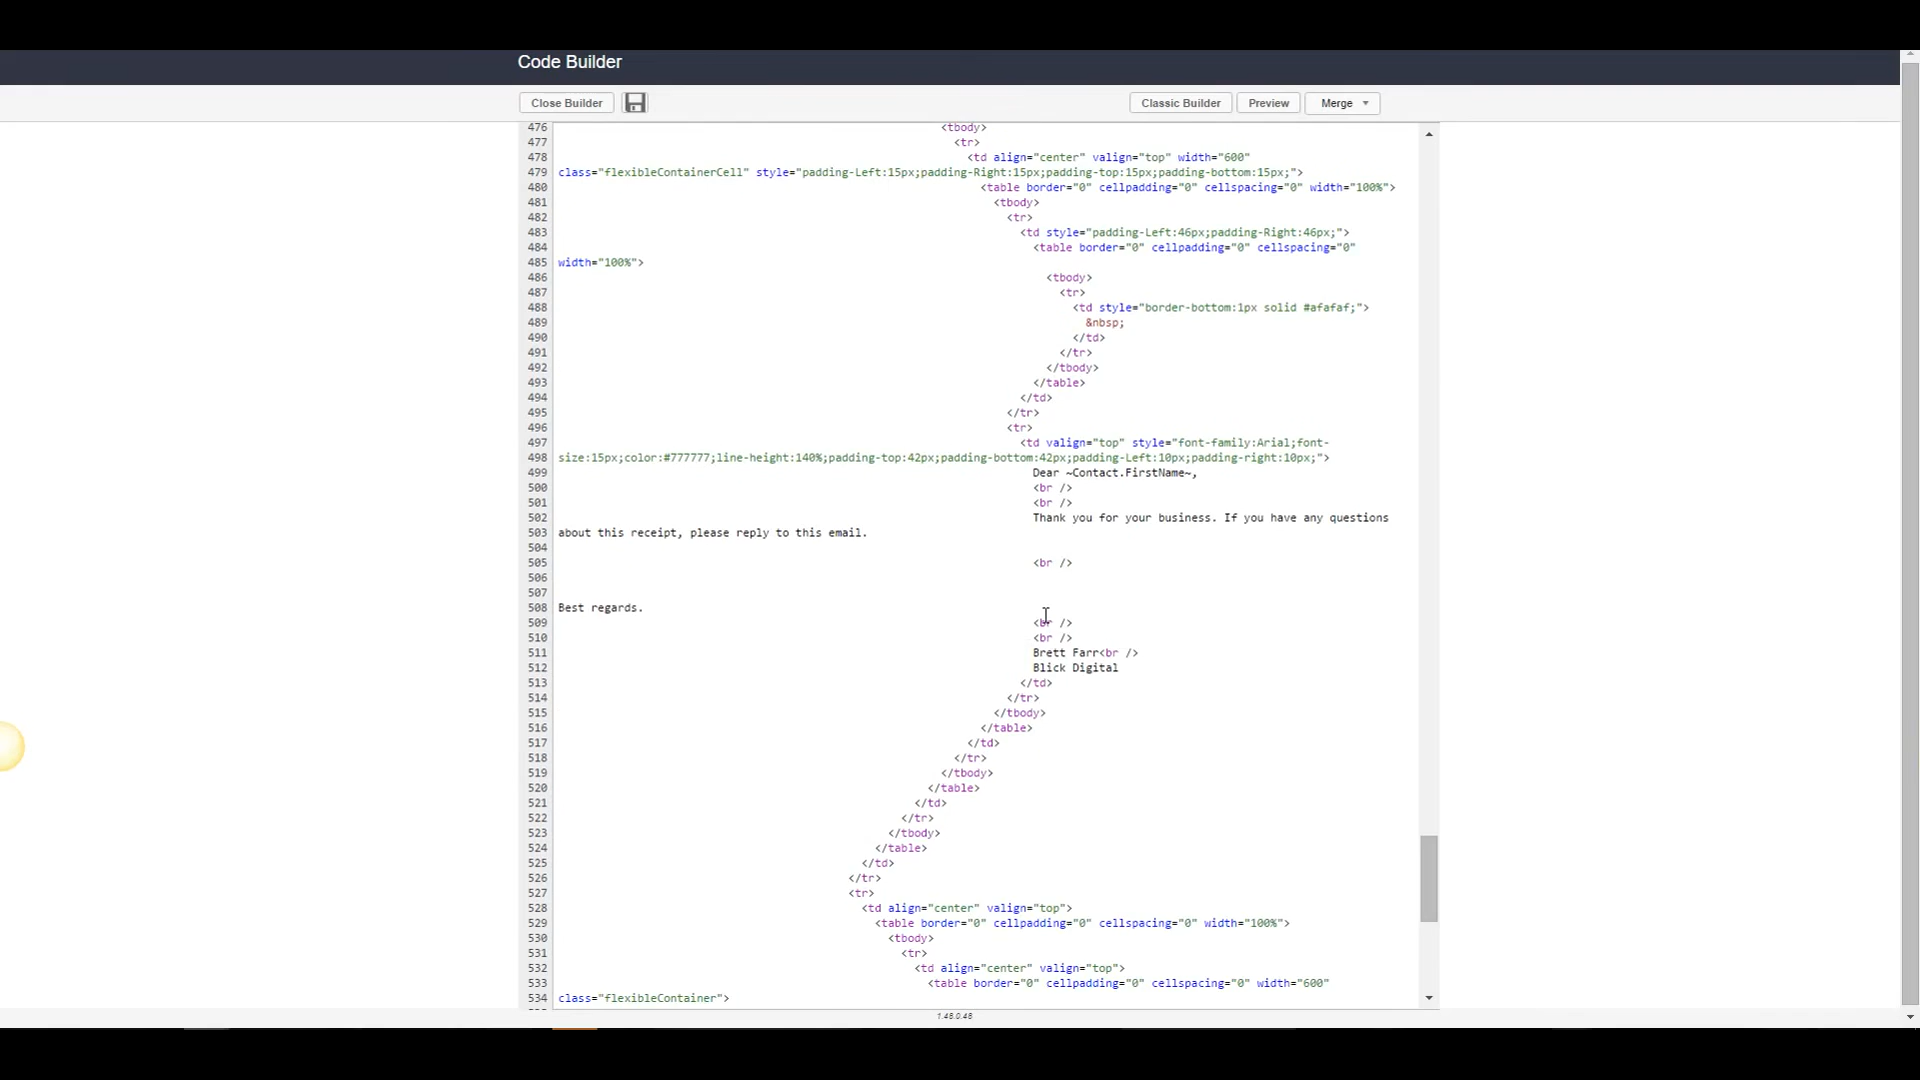 Code Builder
Close Builder
Classic Builder
Preview
Merge
476 <tbody>
477 <tr>
478 <td align="center" valign="top" width="600"
479 class="flexibleContainerCell" style="padding-Left:15px;padding-Right:15px;padding-top:15px;padding-bottom:15px;">
480 <table border="0" cellpadding="0" cellspacing="0" width="100%">
481 <tbody>
482 <tr>
483 <td style="padding-Left:46px;padding-Right:46px;">
484 <table border="0" cellpadding="0" cellspacing="0"
485 width="100%">
486 <tbody>
487 <tr>
488 <td style="border-bottom:1px solid #afafaf;">
489 &nbsp;
490 </td>
491 </tr>
492 </tbody>
493 </table>
494 </td>
495 </tr>
496 <tr>
497 <td valign="top" style="font-family:Arial;font-
498 size:15px;color:#777777;line-height:140%;padding-top:42px;padding-bottom:42px;padding-Left:10px;padding-right:10px;">
499 Dear ~Contact.FirstName~,
500 <br />
501 <br />
502 Thank you for your business. If you have any questions
503 about this receipt, please reply to this email.
504
505 <br />
506
507
508 Best regards.
509 <br />
510 <br />
511 Brett Farr<br />
512 Blick Digital
513 </td>
514 </tr>
515 </tbody>
516 </table>
517 </td>
518 </tr>
519 </tbody>
520 </table>
521 </td>
522 </tr>
523 </tbody>
524 </table>
525 </td>
526 </tr>
527 <tr>
528 <td align="center" valign="top">
529 <table border="0" cellpadding="0" cellspacing="0" width="100%">
530 <tbody>
531 <tr>
532 <td align="center" valign="top">
533 <table border="0" cellpadding="0" cellspacing="0" width="600"
534 class="flexibleContainer">
1.48.0.48